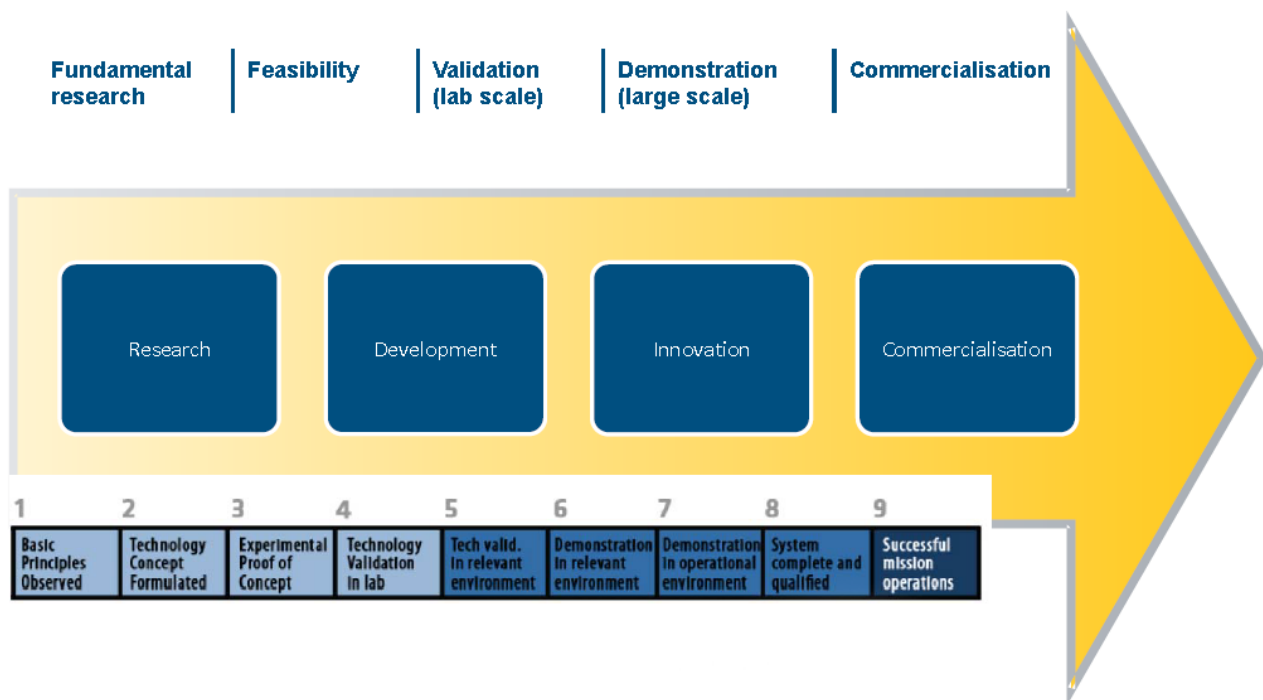 Fundamental
research
Feasibility
Validation
(lab scale)
Demonstration
(large scale)
Commercialisation
Research
Development
Innovation
Commercialisation
1
Basic
Principles
Observed
2
Technology
Concept
Formulated
3
Experimental
Proof of
Concept
4
Technology
Validation
in lab
5
Tech valid.
in relevant
environment
6
Demonstration
in relevant
environment
7
Demonstration
in operational
environment
8
System
complete and
qualified
9
Successful
mission
operations